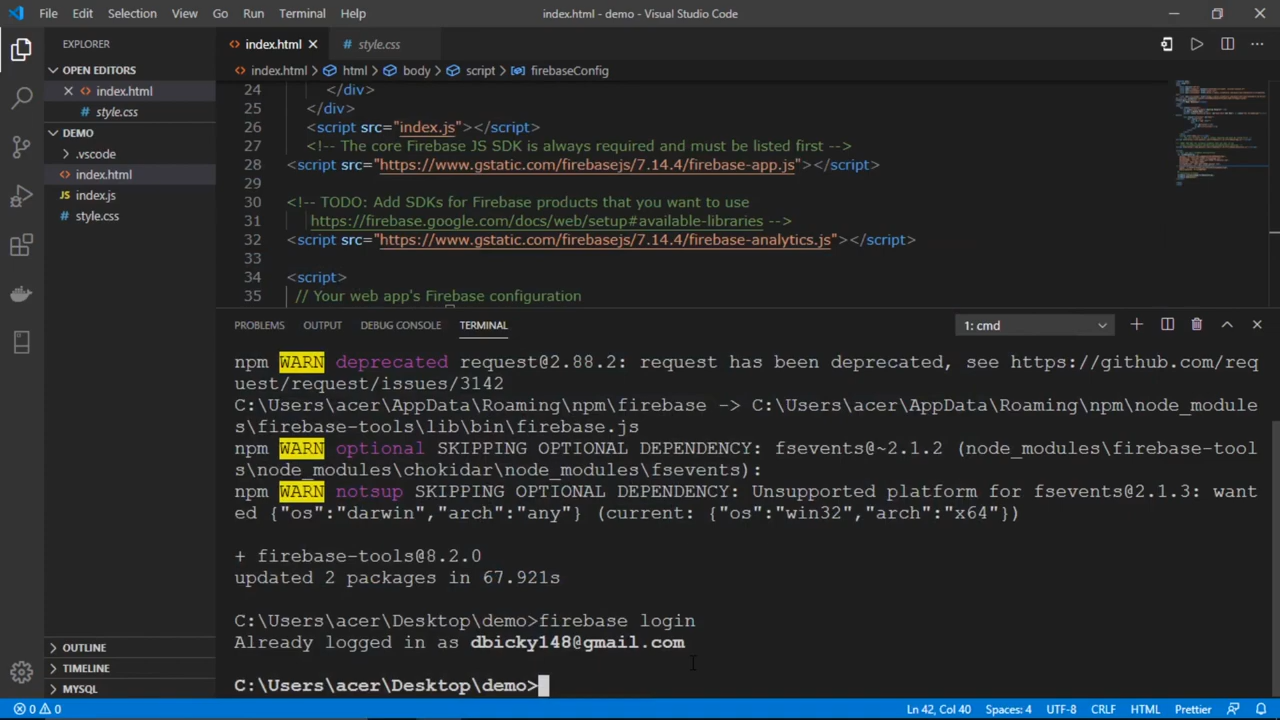 File Edit Selection View Go Run Terminal Help index.html - demo - Visual Studio Code
EXPLORER
OPEN EDITORS
index.html
style.css
DEMO
.vscode
index.html
index.js
style.css
OUTLINE
TIMELINE
MYSQL
index.html style.css
index.html > html > body > script > firebaseConfig
24 </div>
25 </div>
26 <script src="index.js"></script>
27 <!-- The core Firebase JS SDK is always required and must be listed first -->
28 <script src="https://www.gstatic.com/firebasejs/7.14.4/firebase-app.js"></script>
29
30 <!-- TODO: Add SDKs for Firebase products that you want to use
31 https://firebase.google.com/docs/web/setup#available-libraries -->
32 <script src="https://www.gstatic.com/firebasejs/7.14.4/firebase-analytics.js"></script>
33
34 <script>
35 // Your web app's Firebase configuration
PROBLEMS OUTPUT DEBUG CONSOLE TERMINAL 1: cmd
npm WARN deprecated request@2.88.2: request has been deprecated, see https://github.com/req
uest/request/issues/3142
C:\Users\acer\AppData\Roaming\npm\firebase -> C:\Users\acer\AppData\Roaming\npm\node_module
s\firebase-tools\lib\bin\firebase.js
npm WARN optional SKIPPING OPTIONAL DEPENDENCY: fsevents@~2.1.2 (node_modules\firebase-tool
s\node_modules\chokidar\node_modules\fsevents):
npm WARN notsup SKIPPING OPTIONAL DEPENDENCY: Unsupported platform for fsevents@2.1.3: want
ed {"os":"darwin","arch":"any"} (current: {"os":"win32","arch":"x64"})
+ firebase-tools@8.2.0
updated 2 packages in 67.921s
C:\Users\acer\Desktop\demo>firebase login
Already logged in as dbicky148@gmail.com
C:\Users\acer\Desktop\demo>
0 0 Ln 42, Col 40 Spaces: 4 UTF-8 CRLF HTML Prettier